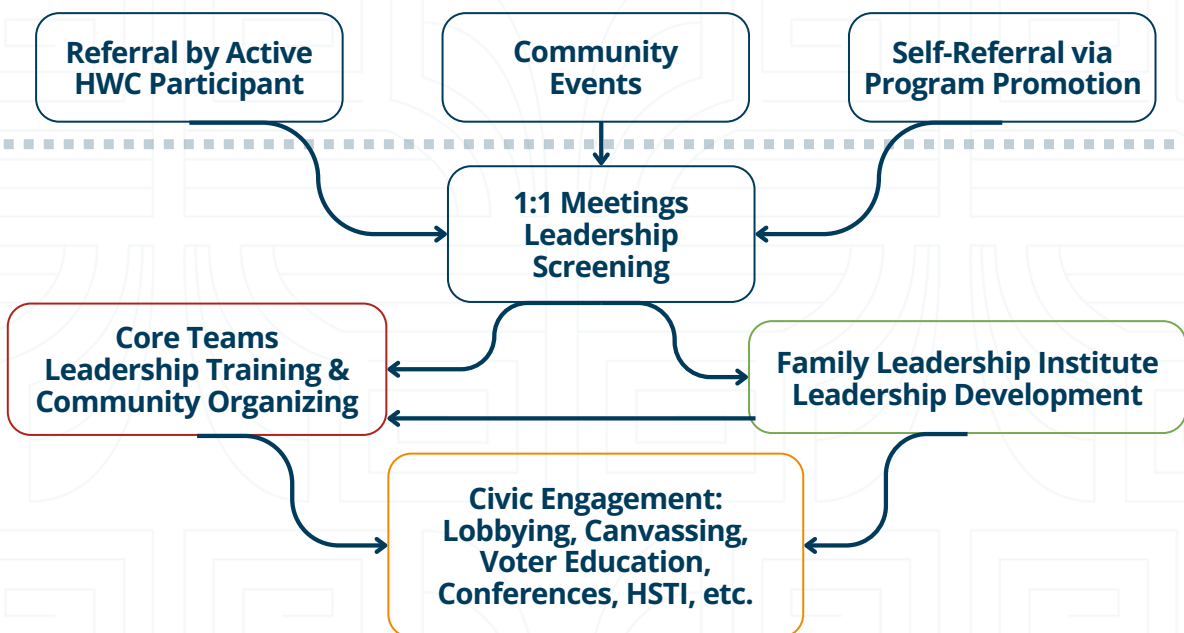 Referral by Active
HWC Participant
Community
Events
Self-Referral via
Program Promotion
1:1 Meetings
Leadership
Screening
Core Teams
Leadership Training &
Community Organizing
Family Leadership Institute
Leadership Development
Civic Engagement:
Lobbying, Canvassing,
Voter Education,
Conferences, HSTI, etc.